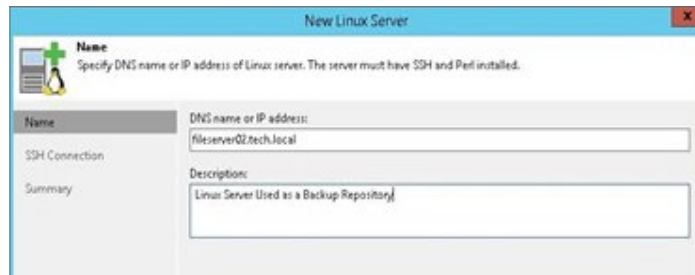 New Linux Server
x
Name
Specify DNS name or IP address of Linux server. The server must have SSH and Perl installed.
Name
DNS name or IP address:
fileserver02.tech.local
SSH Connection
Description:
Summary
Linux Server Used as a Backup Repository